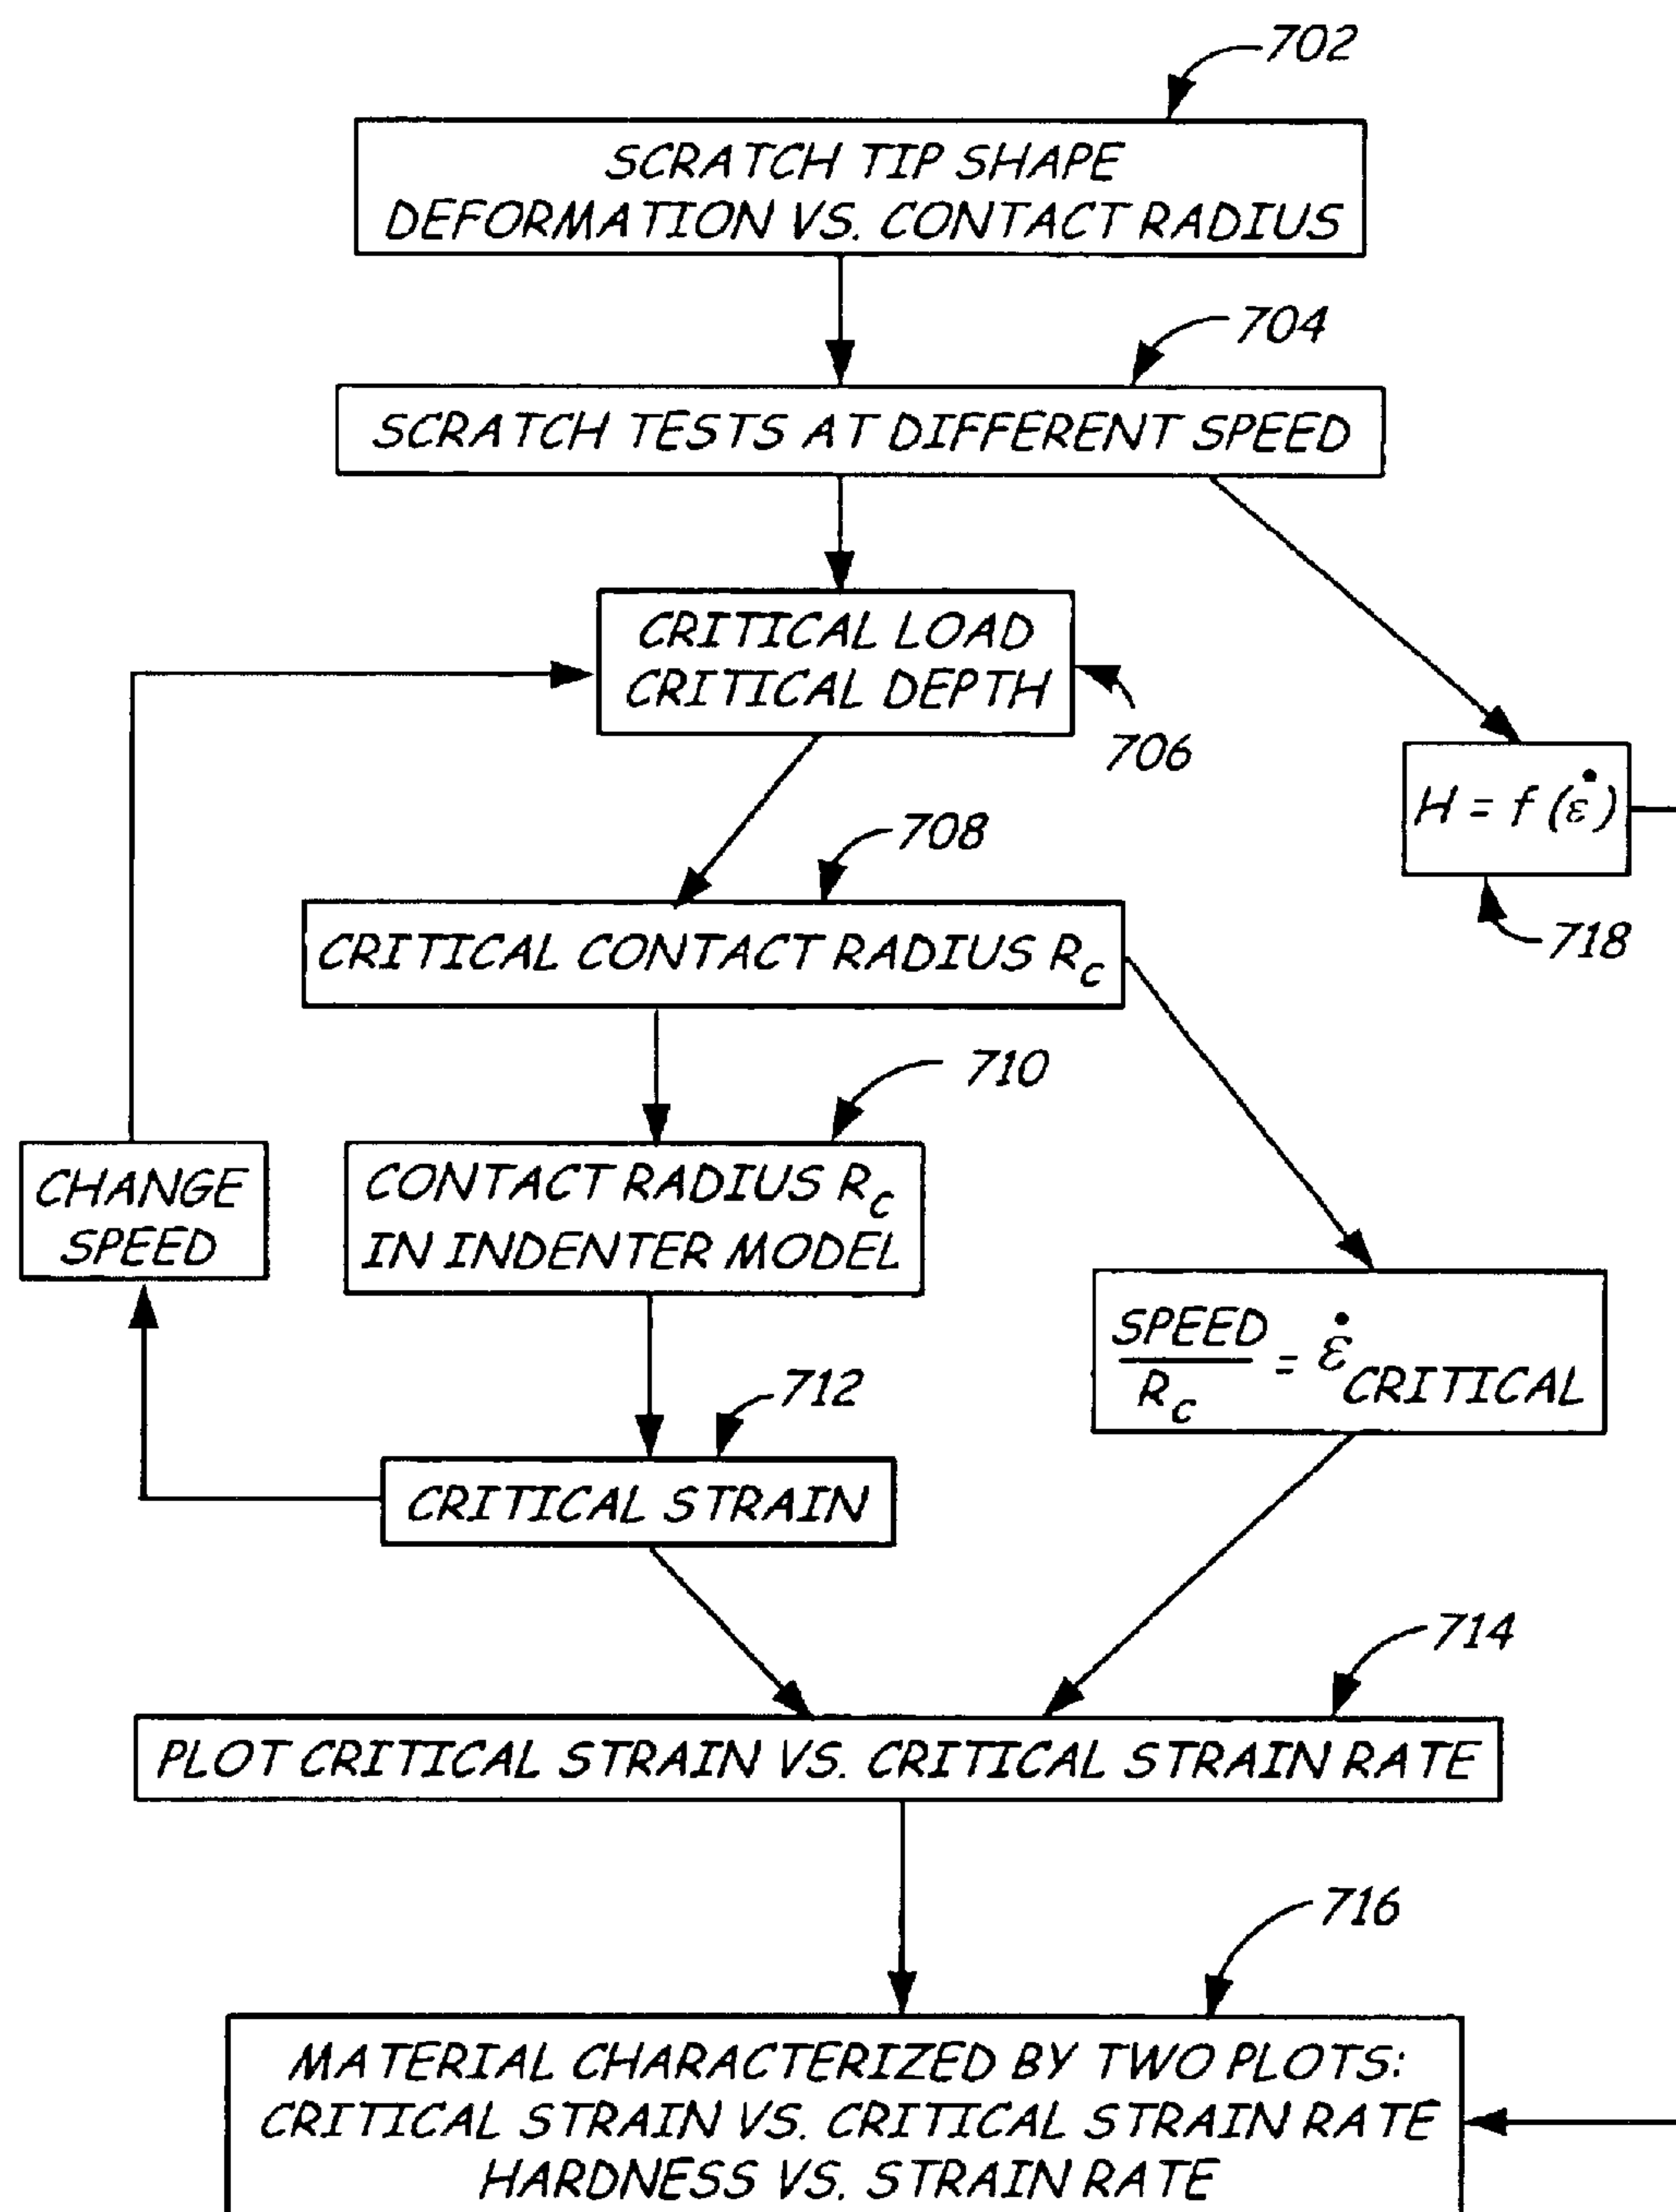 702
SCRATCH TIP SHAPE
DEFORMATION VS. CONTACT RADIUS
704
SCRATCH TESTS AT DIFFERENT SPEED
CRITICAL LOAD
CRITICAL DEPTH
706
H = f (ε̇)
718
708
CRITICAL CONTACT RADIUS Rc
710
CHANGE
SPEED
CONTACT RADIUS Rc
IN INDENTER MODEL
SPEED
Rc
= ε̇ CRITICAL
712
CRITICAL STRAIN
714
PLOT CRITICAL STRAIN VS. CRITICAL STRAIN RATE
716
MATERIAL CHARACTERIZED BY TWO PLOTS:
CRITICAL STRAIN VS. CRITICAL STRAIN RATE
HARDNESS VS. STRAIN RATE